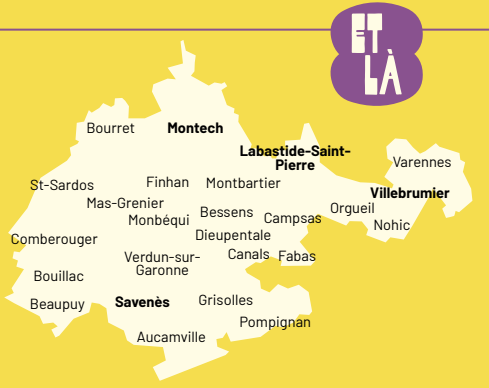 ET
LÀ
Bourret
Montech
Labastide-Saint-
Pierre
Varennes
St-Sardos
Finhan
Montbartier
Villebrumier
Mas-Grenier
Monbéqui
Bessens
Campsas
Orgueil
Nohic
Comberouger
Dieupentale
Verdun-sur-
Garonne
Canals
Fabas
Bouillac
Beaupuy
Savenès
Grisolles
Pompignan
Aucamville